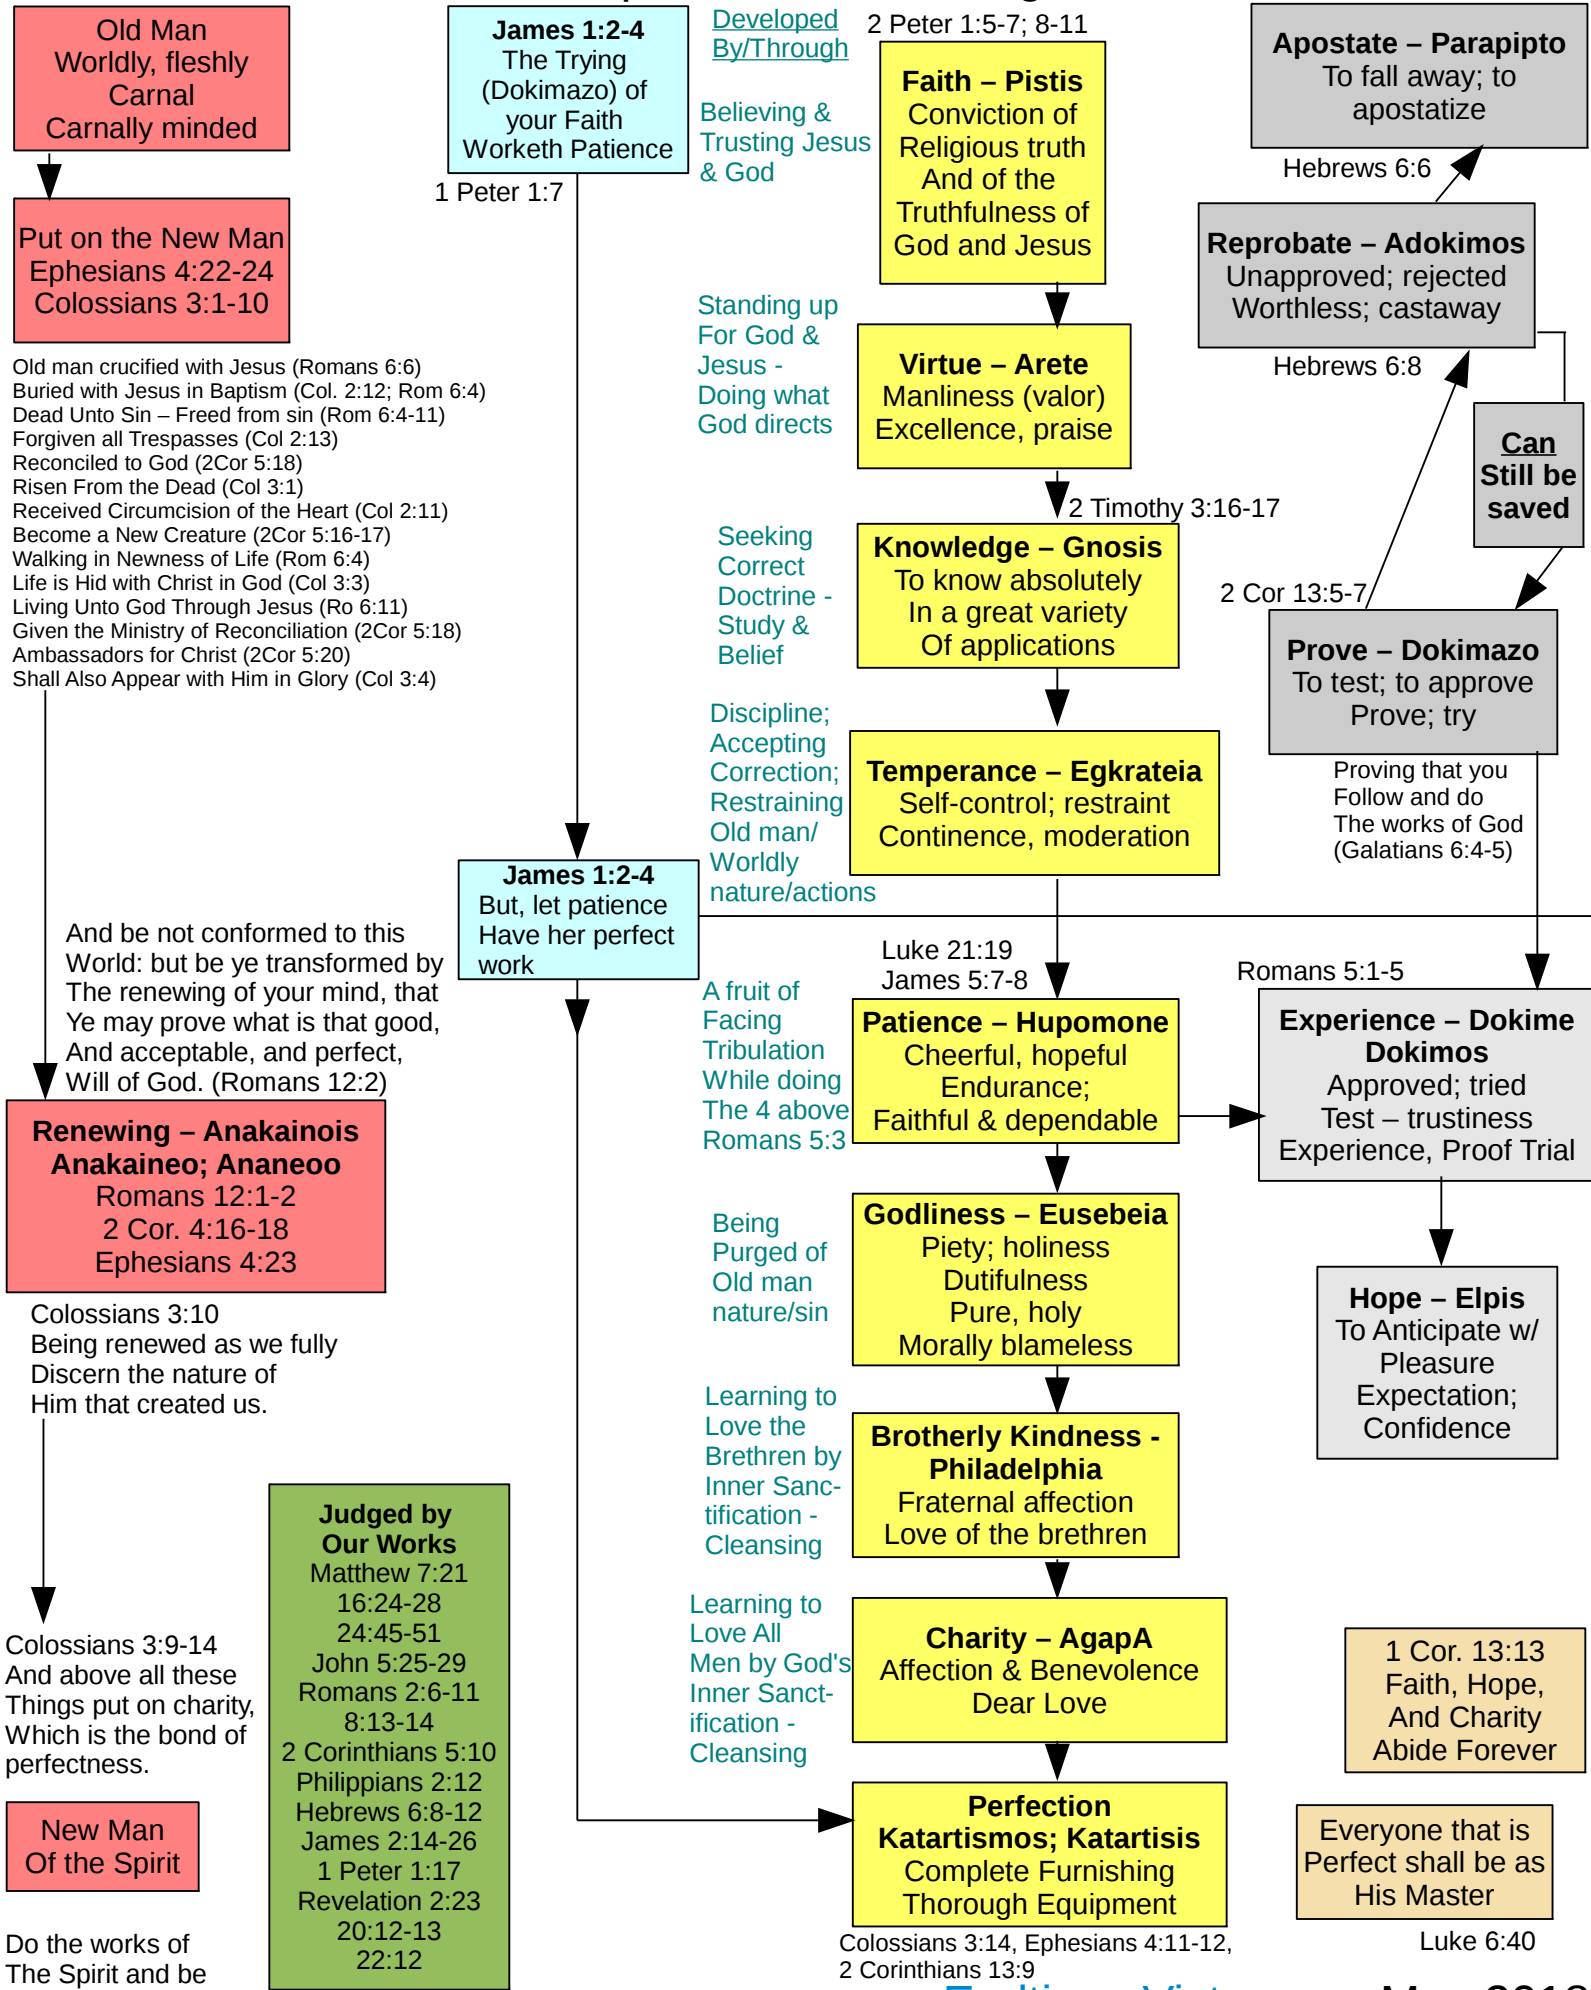 Old Man
Worldly, fleshly
Carnal
Carnally minded
Put on the New Man
Ephesians 4:22-24
Colossians 3:1-10
Old man crucified with Jesus (Romans 6:6)
Buried with Jesus in Baptism (Col. 2:12; Rom 6:4)
Dead Unto Sin – Freed from sin (Rom 6:4-11)
Forgiven all Trespasses (Col 2:13)
Reconciled to God (2Cor 5:18)
Risen From the Dead (Col 3:1)
Received Circumcision of the Heart (Col 2:11)
Become a New Creature (2Cor 5:16-17)
Walking in Newness of Life (Rom 6:4)
Life is Hid with Christ in God (Col 3:3)
Living Unto God Through Jesus (Ro 6:11)
Given the Ministry of Reconciliation (2Cor 5:18)
Ambassadors for Christ (2Cor 5:20)
Shall Also Appear with Him in Glory (Col 3:4)
And be not conformed to this
World: but be ye transformed by
The renewing of your mind, that
Ye may prove what is that good,
And acceptable, and perfect,
Will of God. (Romans 12:2)
Renewing – Anakainois
Anakaineo; Ananeoo
Romans 12:1-2
2 Cor. 4:16-18
Ephesians 4:23
Colossians 3:10
Being renewed as we fully
Discern the nature of
Him that created us.
Colossians 3:9-14
And above all these
Things put on charity,
Which is the bond of
perfectness.
New Man
Of the Spirit
Do the works of
The Spirit and be
Judged by
Our Works
Matthew 7:21
16:24-28
24:45-51
John 5:25-29
Romans 2:6-11
8:13-14
2 Corinthians 5:10
Philippians 2:12
Hebrews 6:8-12
James 2:14-26
1 Peter 1:17
Revelation 2:23
20:12-13
22:12
James 1:2-4
The Trying
(Dokimazo) of
your Faith
Worketh Patience
1 Peter 1:7
James 1:2-4
But, let patience
Have her perfect
work
Developed
By/Through
Believing &
Trusting Jesus
& God
Standing up
For God &
Jesus -
Doing what
God directs
Seeking
Correct
Doctrine -
Study &
Belief
Discipline;
Accepting
Correction;
Restraining
Old man/
Worldly
nature/actions
A fruit of
Facing
Tribulation
While doing
The 4 above
Romans 5:3
Being
Purged of
Old man
nature/sin
Learning to
Love the
Brethren by
Inner Sanc-
tification -
Cleansing
Learning to
Love All
Men by God's
Inner Sanct-
ification -
Cleansing
2 Peter 1:5-7; 8-11
Faith – Pistis
Conviction of
Religious truth
And of the
Truthfulness of
God and Jesus
Virtue – Arete
Manliness (valor)
Excellence, praise
2 Timothy 3:16-17
Knowledge – Gnosis
To know absolutely
In a great variety
Of applications
Temperance – Egkrateia
Self-control; restraint
Continence, moderation
Luke 21:19
James 5:7-8
Patience – Hupomone
Cheerful, hopeful
Endurance;
Faithful & dependable
Godliness – Eusebeia
Piety; holiness
Dutifulness
Pure, holy
Morally blameless
Brotherly Kindness -
Philadelphia
Fraternal affection
Love of the brethren
Charity – AgapA
Affection & Benevolence
Dear Love
Perfection
Katartismos; Katartisis
Complete Furnishing
Thorough Equipment
Colossians 3:14, Ephesians 4:11-12,
2 Corinthians 13:9
Apostate – Parapipto
To fall away; to
apostatize
Hebrews 6:6
Reprobate – Adokimos
Unapproved; rejected
Worthless; castaway
Hebrews 6:8
Can
Still be
saved
2 Cor 13:5-7
Prove – Dokimazo
To test; to approve
Prove; try
Proving that you
Follow and do
The works of God
(Galatians 6:4-5)
Romans 5:1-5
Experience – Dokime
Dokimos
Approved; tried
Test – trustiness
Experience, Proof Trial
Hope – Elpis
To Anticipate w/
Pleasure
Expectation;
Confidence
1 Cor. 13:13
Faith, Hope,
And Charity
Abide Forever
Everyone that is
Perfect shall be as
His Master
Luke 6:40